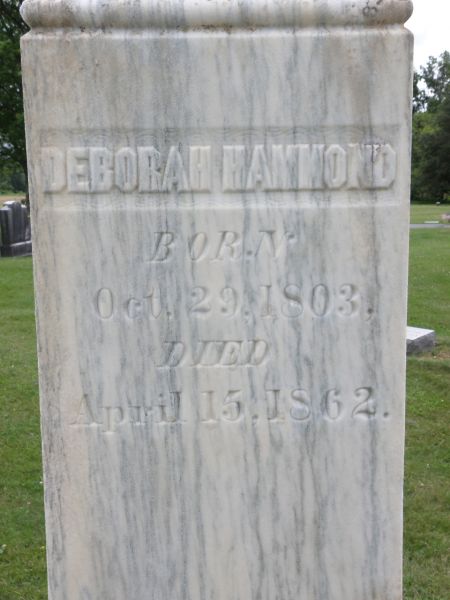 DEBORAH HAMMOND
BORN
Oct. 29, 1803,
DIED
April 15, 1862.